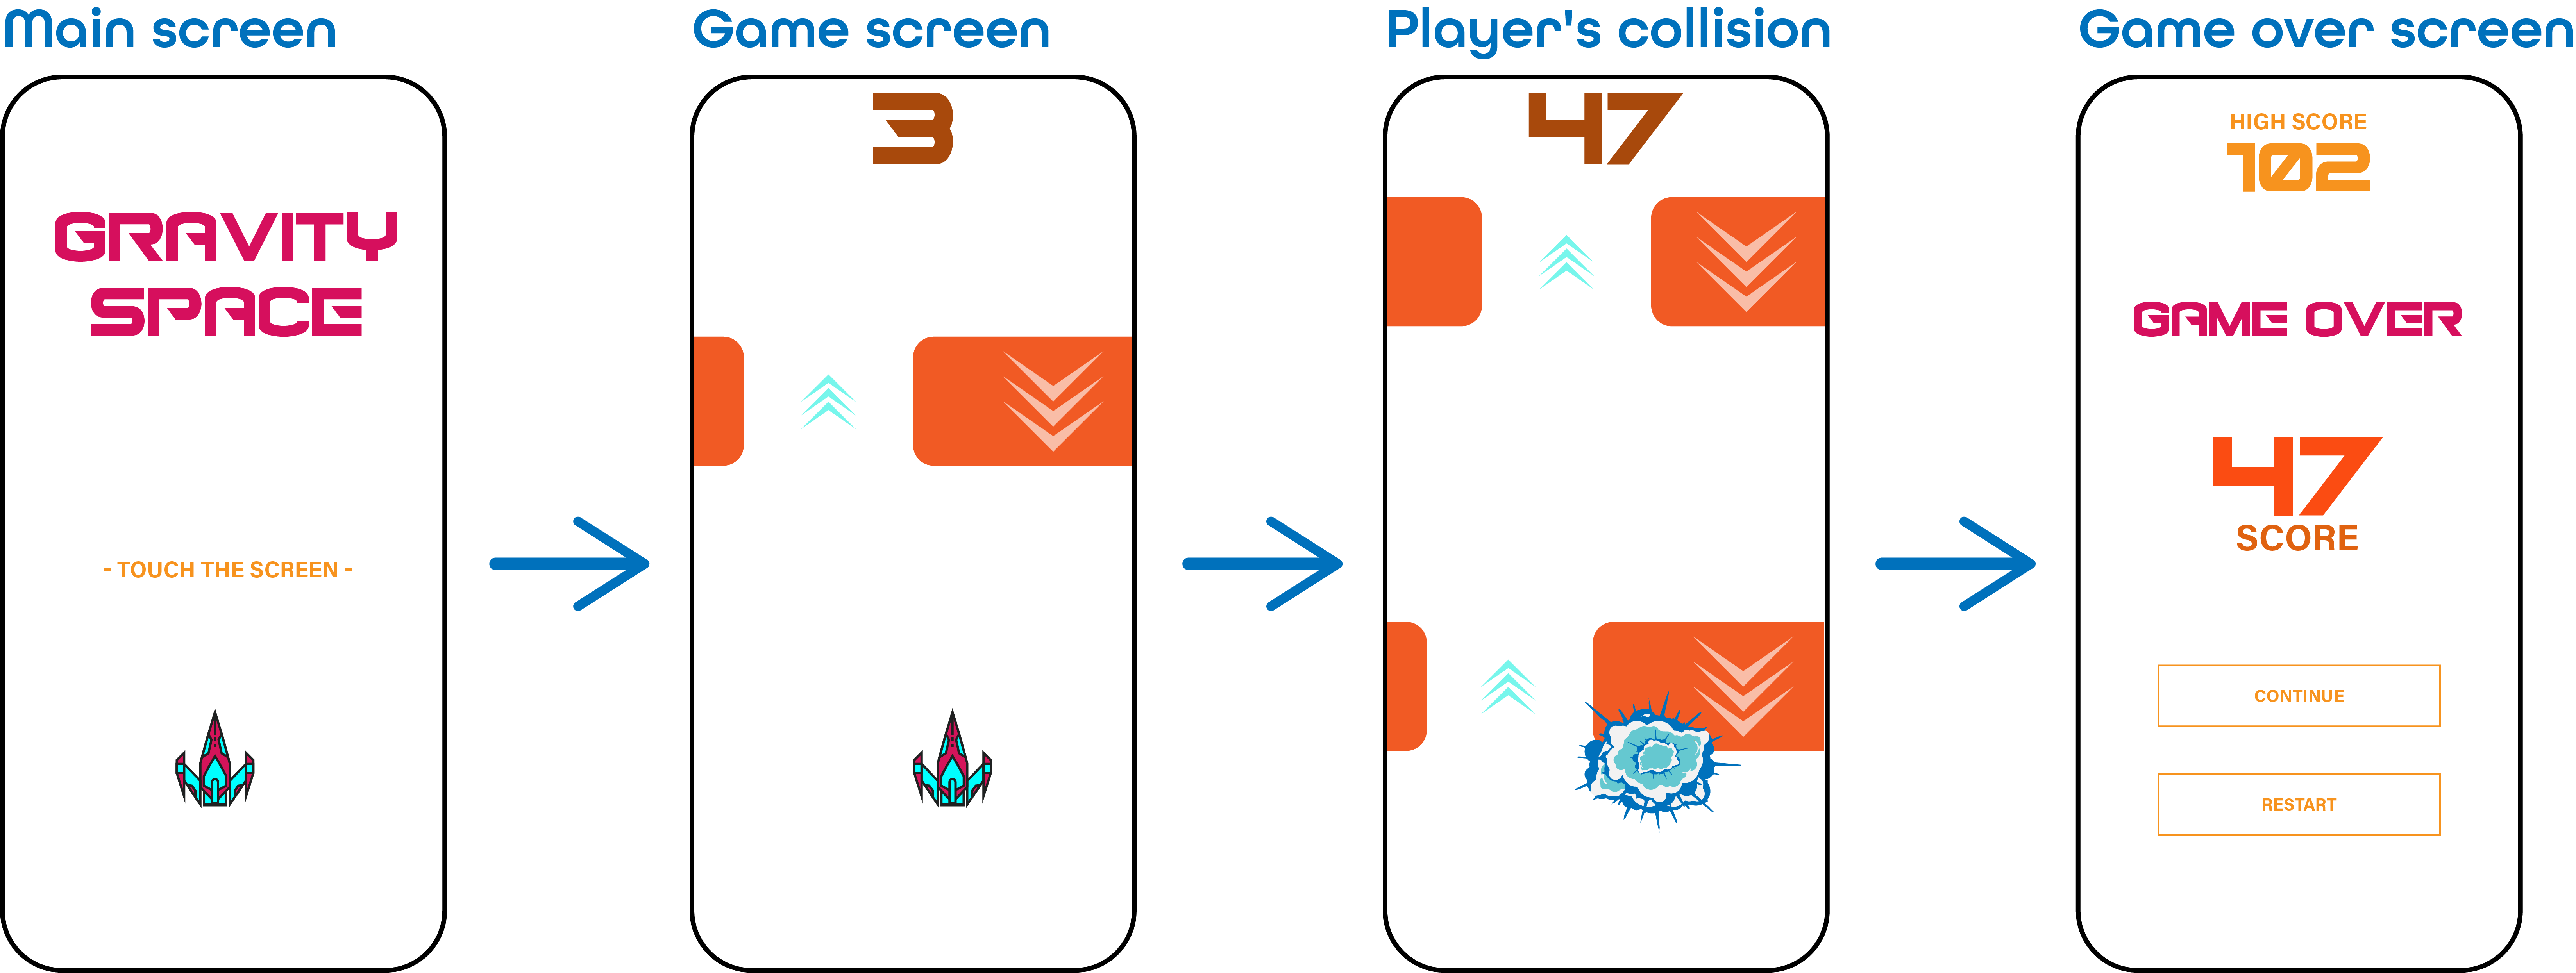 Main screen
GRAVITY
SPACE
- TOUCH THE SCREEN -
Game screen
3
Player's collision
47
Game over screen
HIGH SCORE
102
GAME OVER
47
SCORE
CONTINUE
RESTART